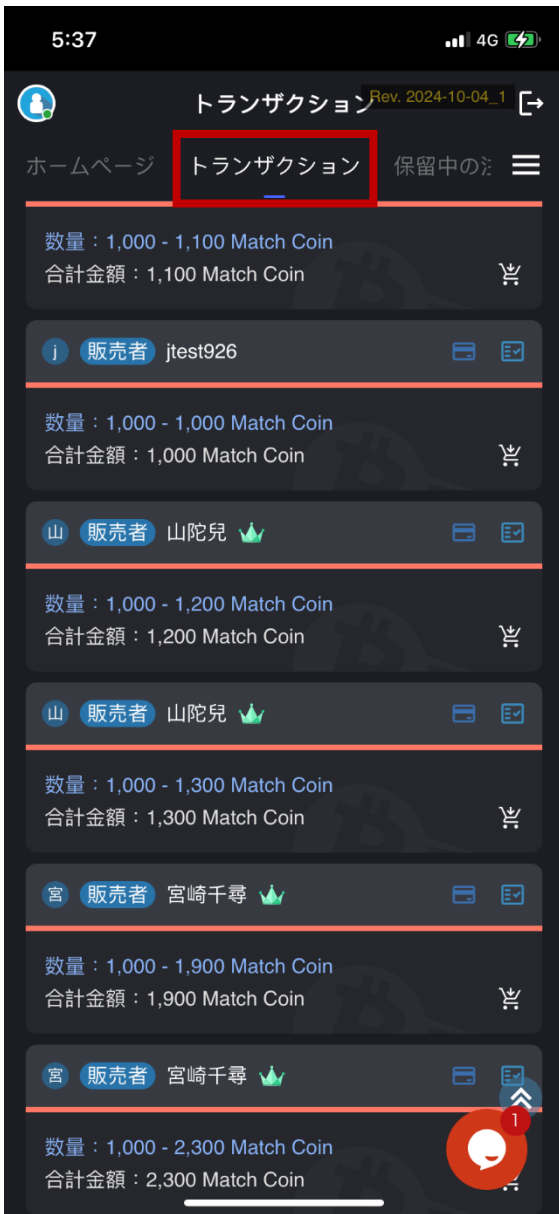 5:37 4G
トランザクション Rev. 2024-10-04_1
ホームページ トランザクション 保留中の
数量：1,000 - 1,100 Match Coin
合計金額：1,100 Match Coin
j 販売者 jtest926
数量：1,000 - 1,000 Match Coin
合計金額：1,000 Match Coin
山 販売者 山陀兒
数量：1,000 - 1,200 Match Coin
合計金額：1,200 Match Coin
山 販売者 山陀兒
数量：1,000 - 1,300 Match Coin
合計金額：1,300 Match Coin
宮 販売者 宮崎千尋
数量：1,000 - 1,900 Match Coin
合計金額：1,900 Match Coin
宮 販売者 宮崎千尋
1
数量：1,000 - 2,300 Match Coin
合計金額：2,300 Match Coin